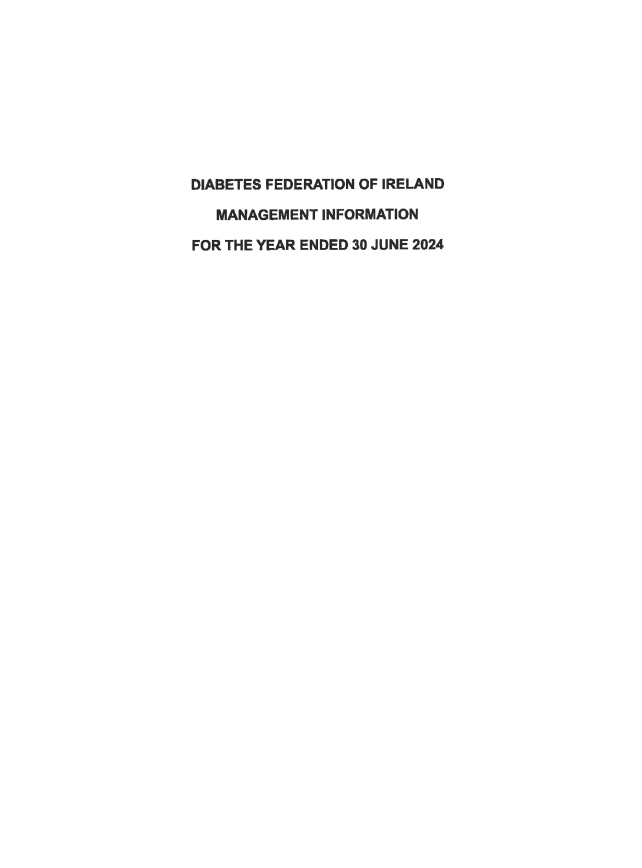 DIABETES FEDERATION OF IRELAND
MANAGEMENT INFORMATION
FOR THE YEAR ENDED 30 JUNE 2024